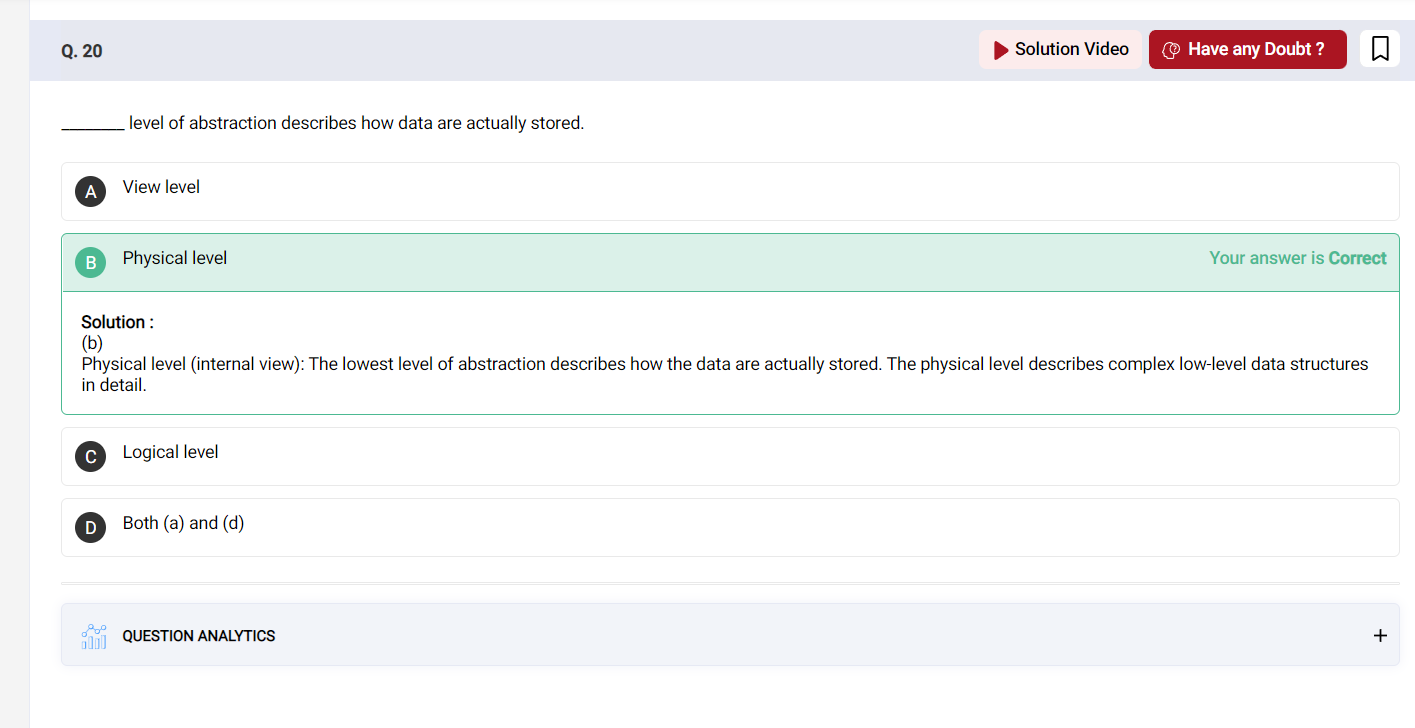 Q. 20
Solution Video
Have any Doubt ?
________ level of abstraction describes how data are actually stored.
A View level
B Physical level
Your answer is Correct
Solution :
(b)
Physical level (internal view): The lowest level of abstraction describes how the data are actually stored. The physical level describes complex low-level data structures
in detail.
C Logical level
D Both (a) and (d)
QUESTION ANALYTICS
+